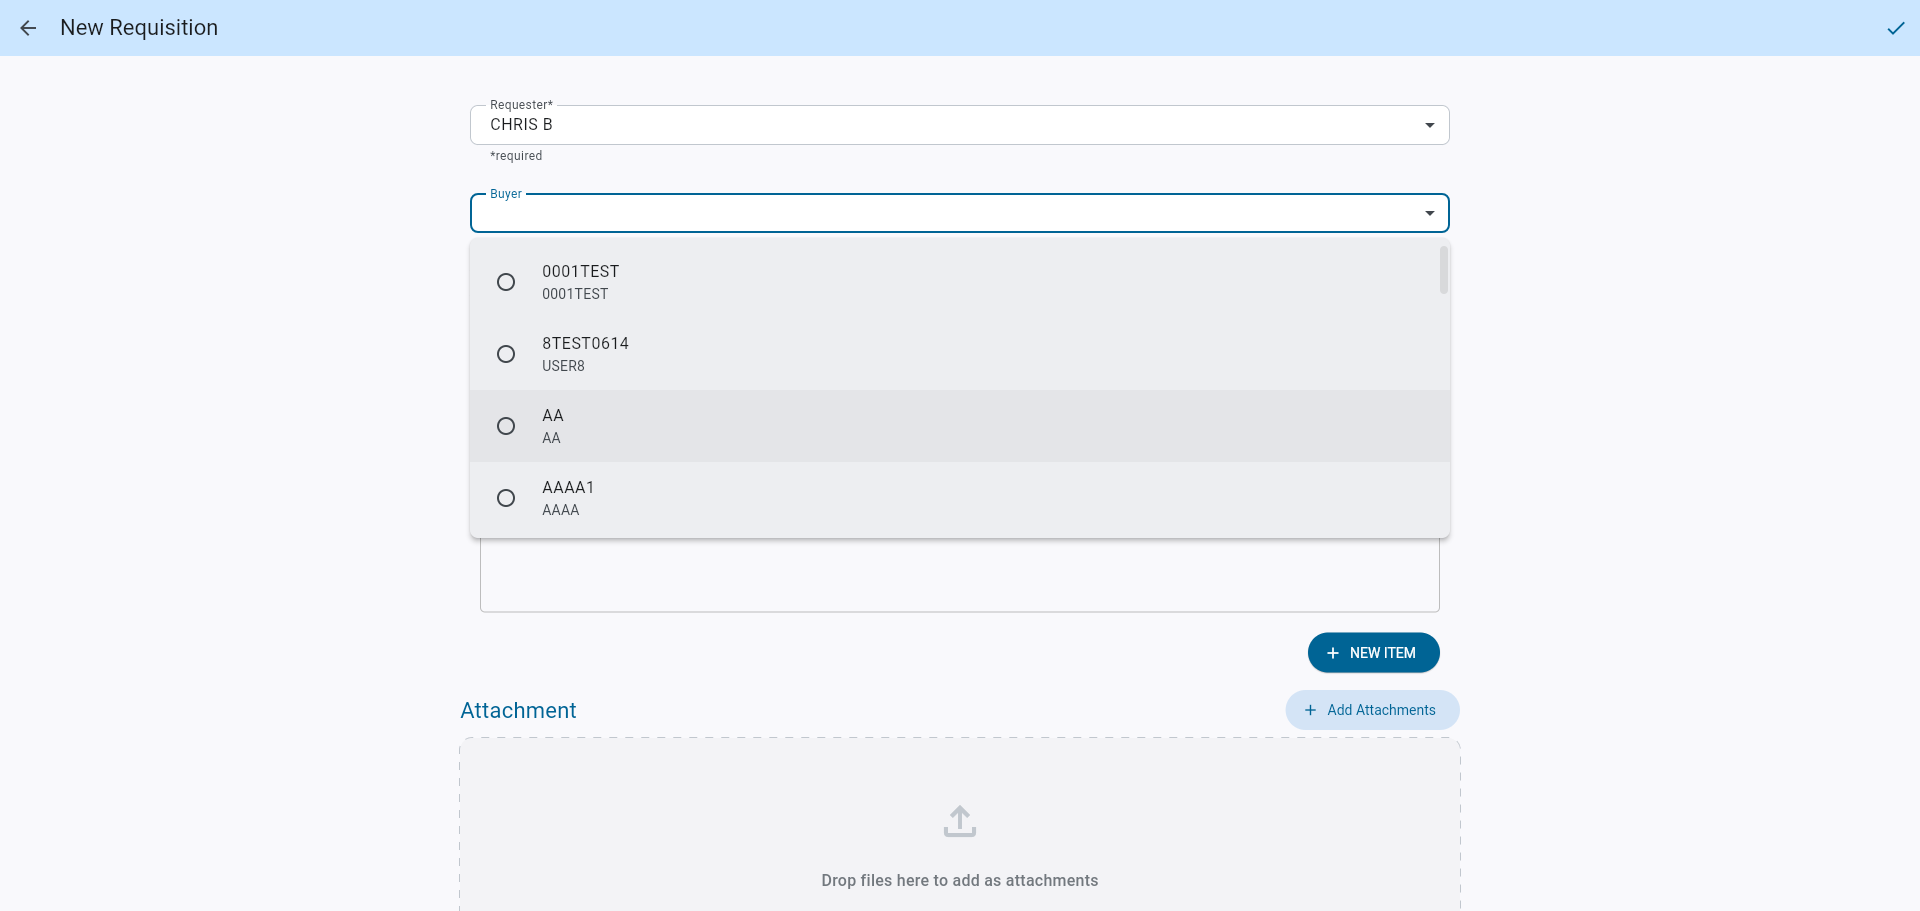 New Requisition
Requester*
CHRIS B
*required
Buyer
0001TEST
0001TEST
8TEST0614
USER8
AA
AA
AAAA1
AAAA
NEW ITEM
Attachment
Add Attachments
Drop files here to add as attachments